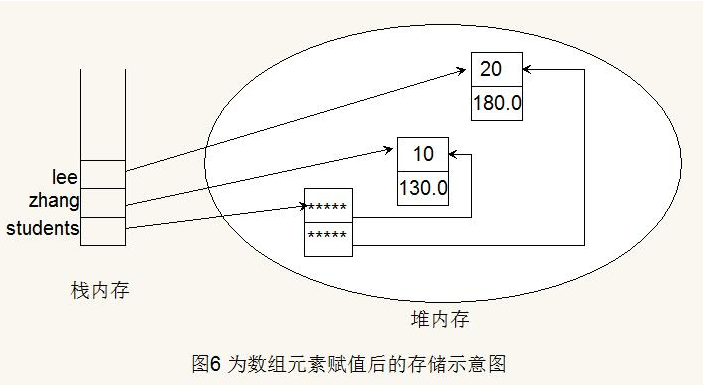 20
180.0
10
130.0
lee
zhang
students
*****
*****
栈内存
堆内存
图6 为数组元素赋值后的存储示意图